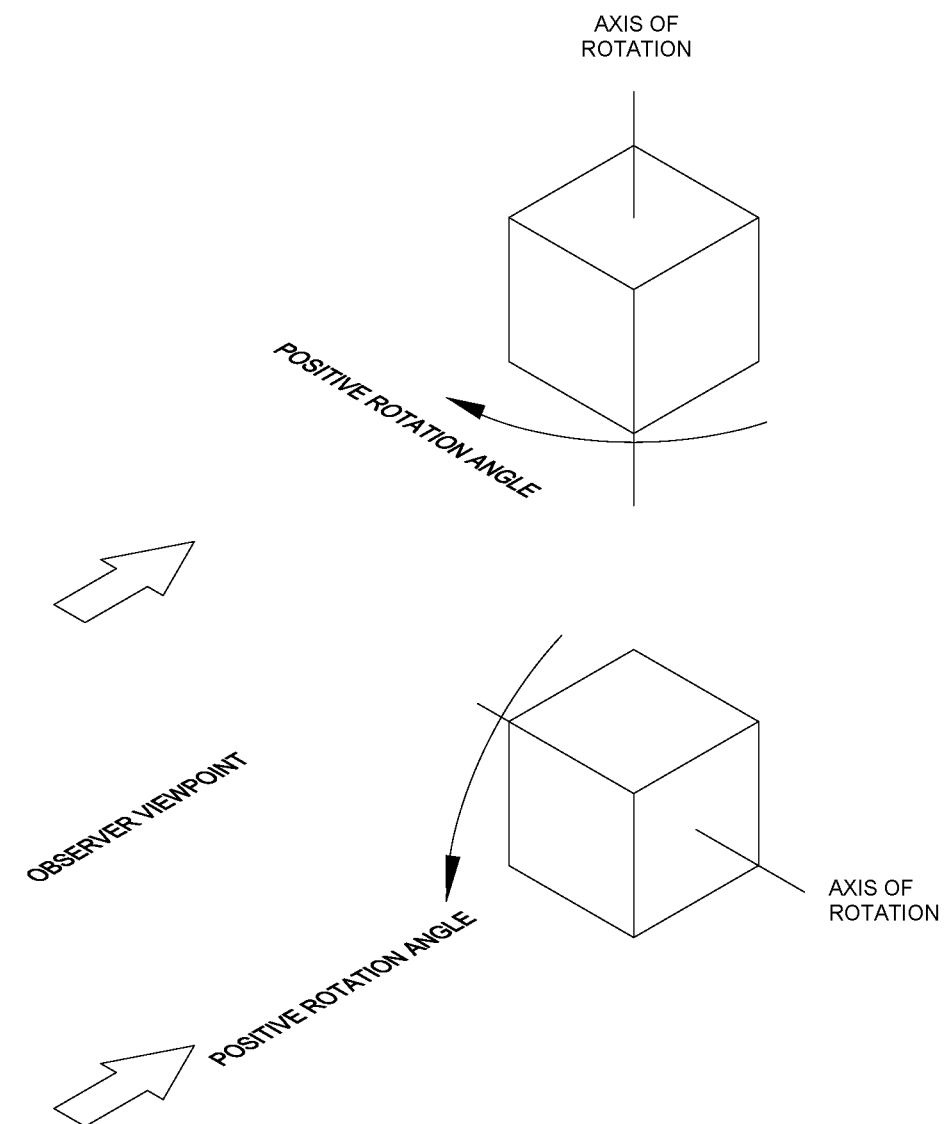 AXIS OF
ROTATION
POSITIVE ROTATION ANGLE
OBSERVER VIEWPOINT
AXIS OF
ROTATION
POSITIVE ROTATION ANGLE